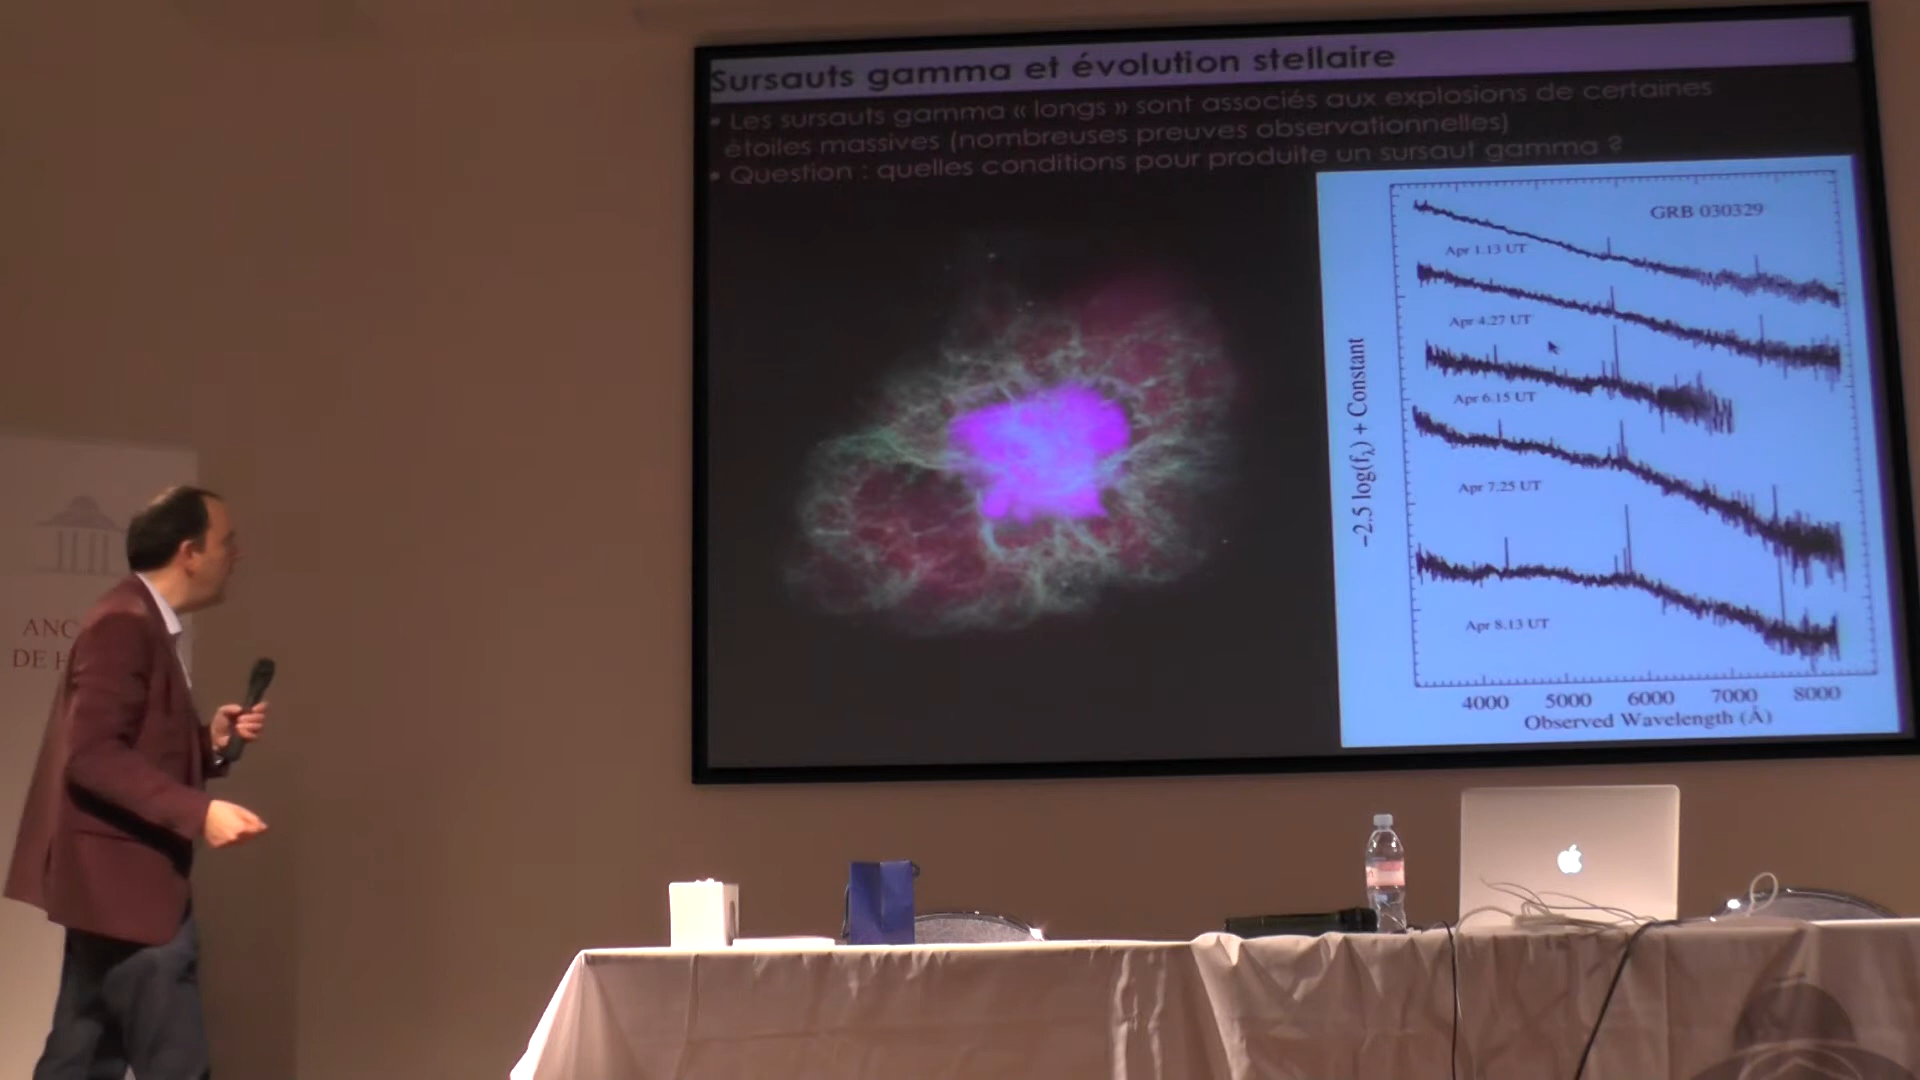 Sursauts gamma et évolution stellaire
• Les sursauts gamma « longs » sont associés aux explosions de certaines
étoiles massives (nombreuses preuves observationnelles)
• Question : quelles conditions pour produite un sursaut gamma ?
GRB 030329
Apr 1.13 UT
Apr 4.27 UT
Apr 6.15 UT
Apr 7.25 UT
Apr 8.13 UT
−2.5 log(fλ) + Constant
4000 5000 6000 7000 8000
Observed Wavelength (Å)
ANC
DE